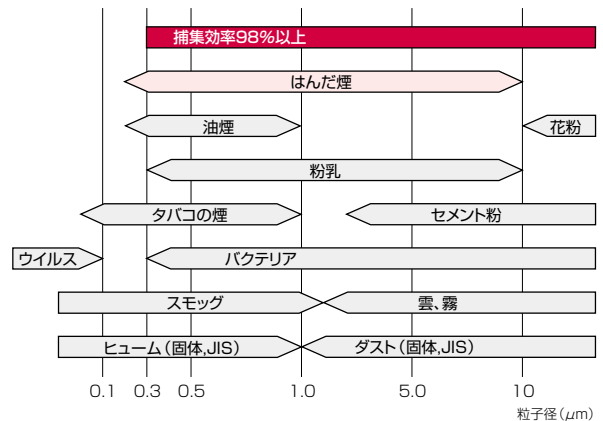 捕集効率98%以上
はんだ煙
油煙
花粉
粉乳
タバコの煙
セメント粉
ウイルス
バクテリア
スモッグ
雲、霧
ヒューム(固体,JIS)
ダスト(固体,JIS)
0.1 0.3 0.5 1.0 5.0 10
粒子径(μm)